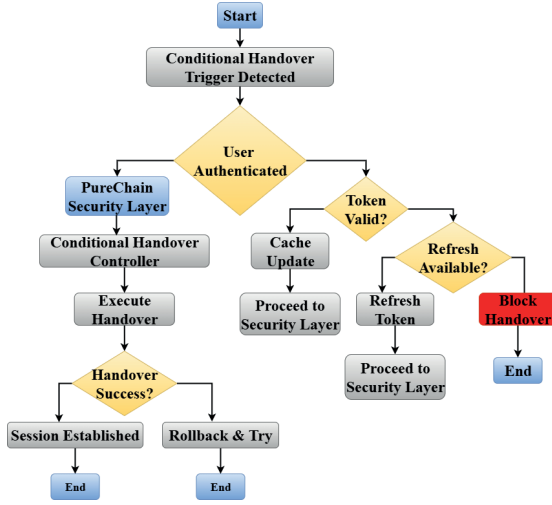 Start
Conditional Handover
Trigger Detected
User
Authenticated
PureChain
Security Layer
Token
Valid?
Conditional Handover
Controller
Cache
Update
Refresh
Available?
Execute
Handover
Proceed to
Security Layer
Refresh
Token
Block
Handover
Handover
Success?
Proceed to
Security Layer
End
Session Established
Rollback & Try
End
End